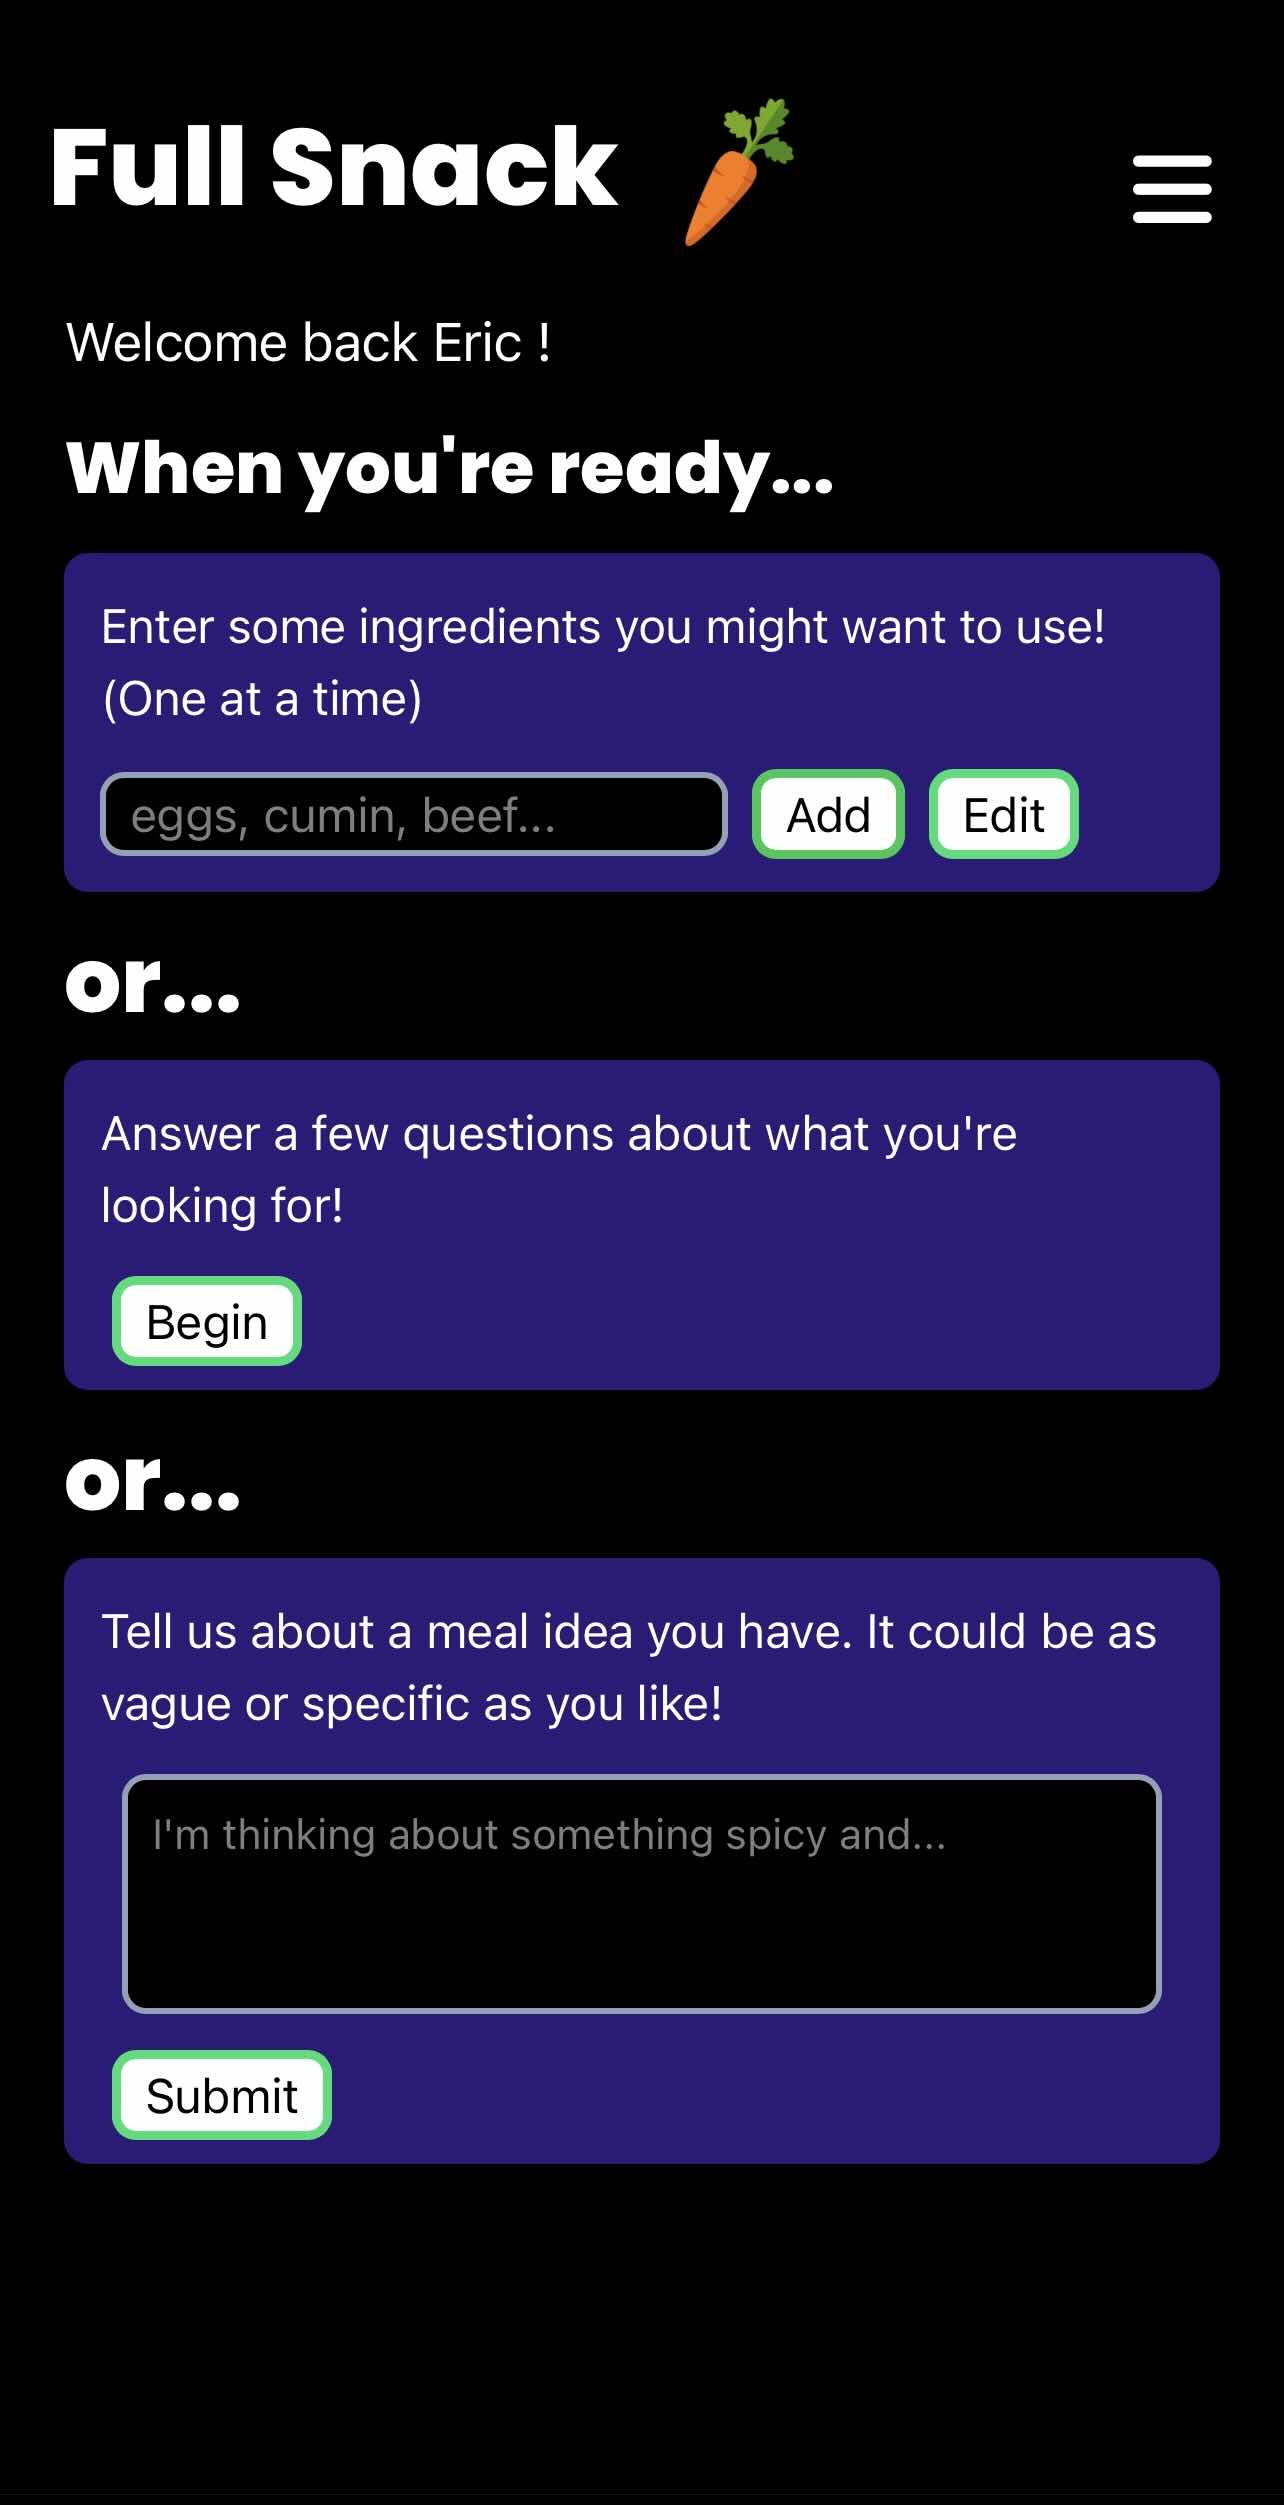 Full Snack
Welcome back Eric !
When you're ready...
Enter some ingredients you might want to use!
(One at a time)
eggs, cumin, beef... Add Edit
or...
Answer a few questions about what you're
looking for!
Begin
or...
Tell us about a meal idea you have. It could be as
vague or specific as you like!
I'm thinking about something spicy and...
Submit